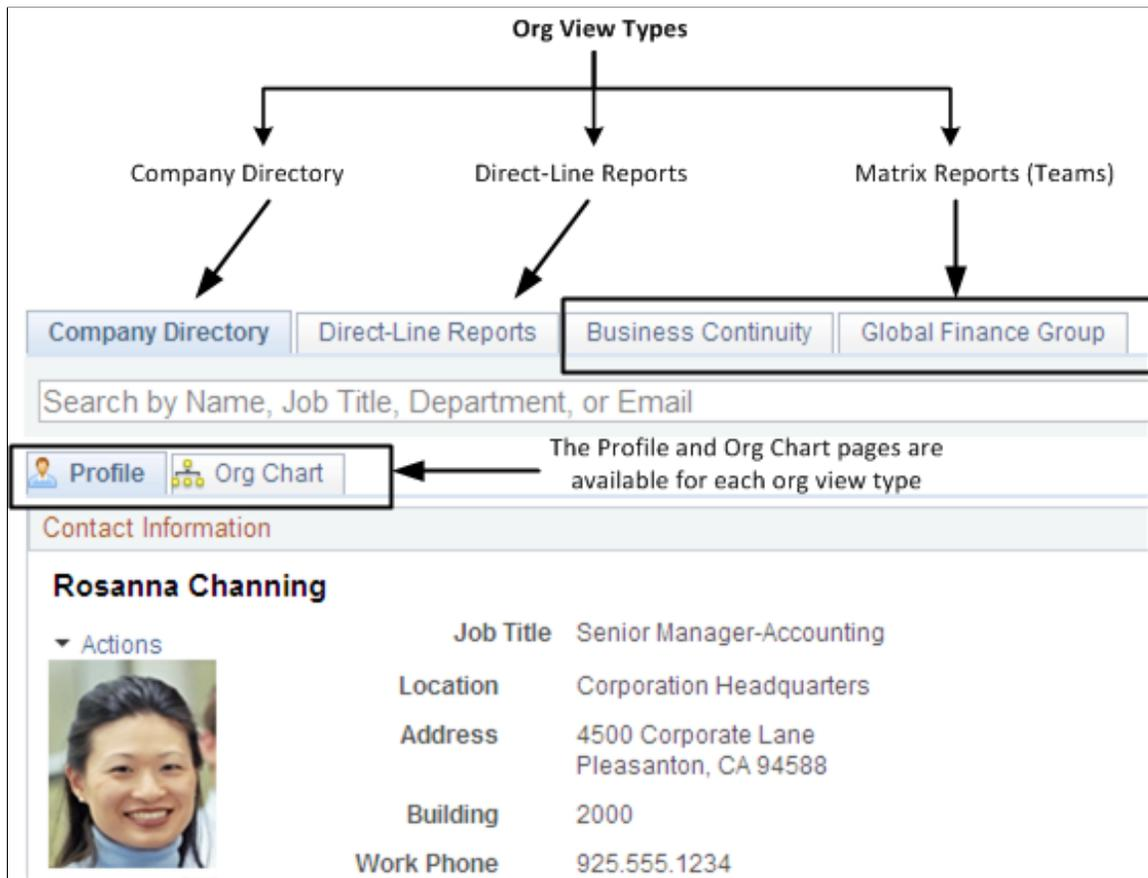 Org View Types
Company Directory
Direct-Line Reports
Matrix Reports (Teams)
Company Directory
Direct-Line Reports
Business Continuity
Global Finance Group
Search by Name, Job Title, Department, or Email
Profile
Org Chart
The Profile and Org Chart pages are
available for each org view type
Contact Information
Rosanna Channing
Actions
Job Title Senior Manager-Accounting
Location Corporation Headquarters
Address 4500 Corporate Lane
Pleasanton, CA 94588
Building 2000
Work Phone 925.555.1234